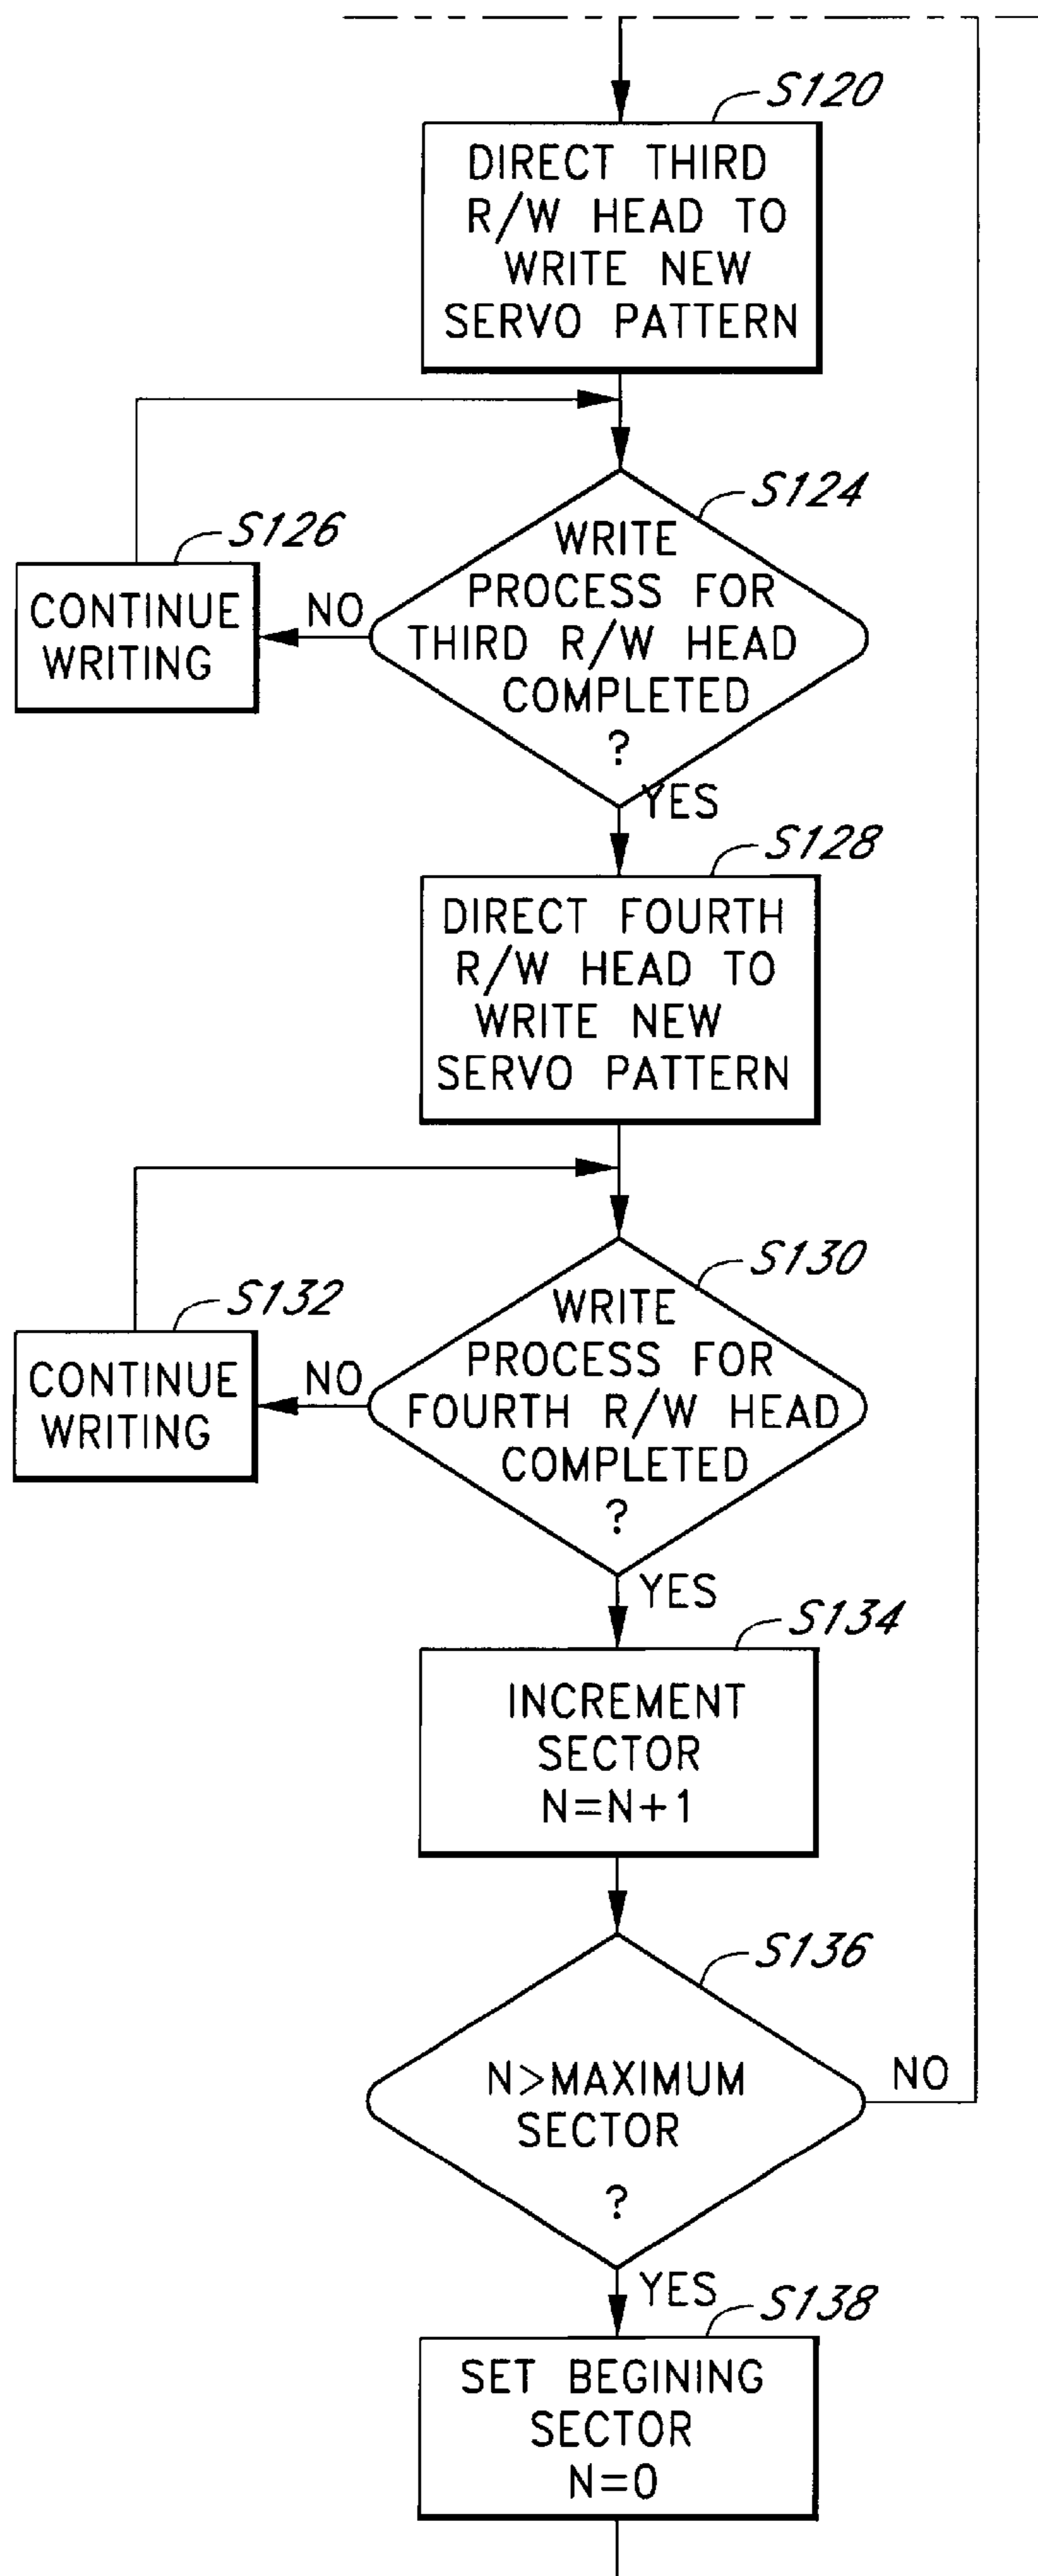 S120
DIRECT THIRD
R/W HEAD TO
WRITE NEW
SERVO PATTERN
S124
WRITE
PROCESS FOR
THIRD R/W HEAD
COMPLETED
?
NO
S126
CONTINUE
WRITING
YES
S128
DIRECT FOURTH
R/W HEAD TO
WRITE NEW
SERVO PATTERN
S130
WRITE
PROCESS FOR
FOURTH R/W HEAD
COMPLETED
?
NO
S132
CONTINUE
WRITING
YES
S134
INCREMENT
SECTOR
N=N+1
S136
N>MAXIMUM
SECTOR
?
NO
YES
S138
SET BEGINING
SECTOR
N=0